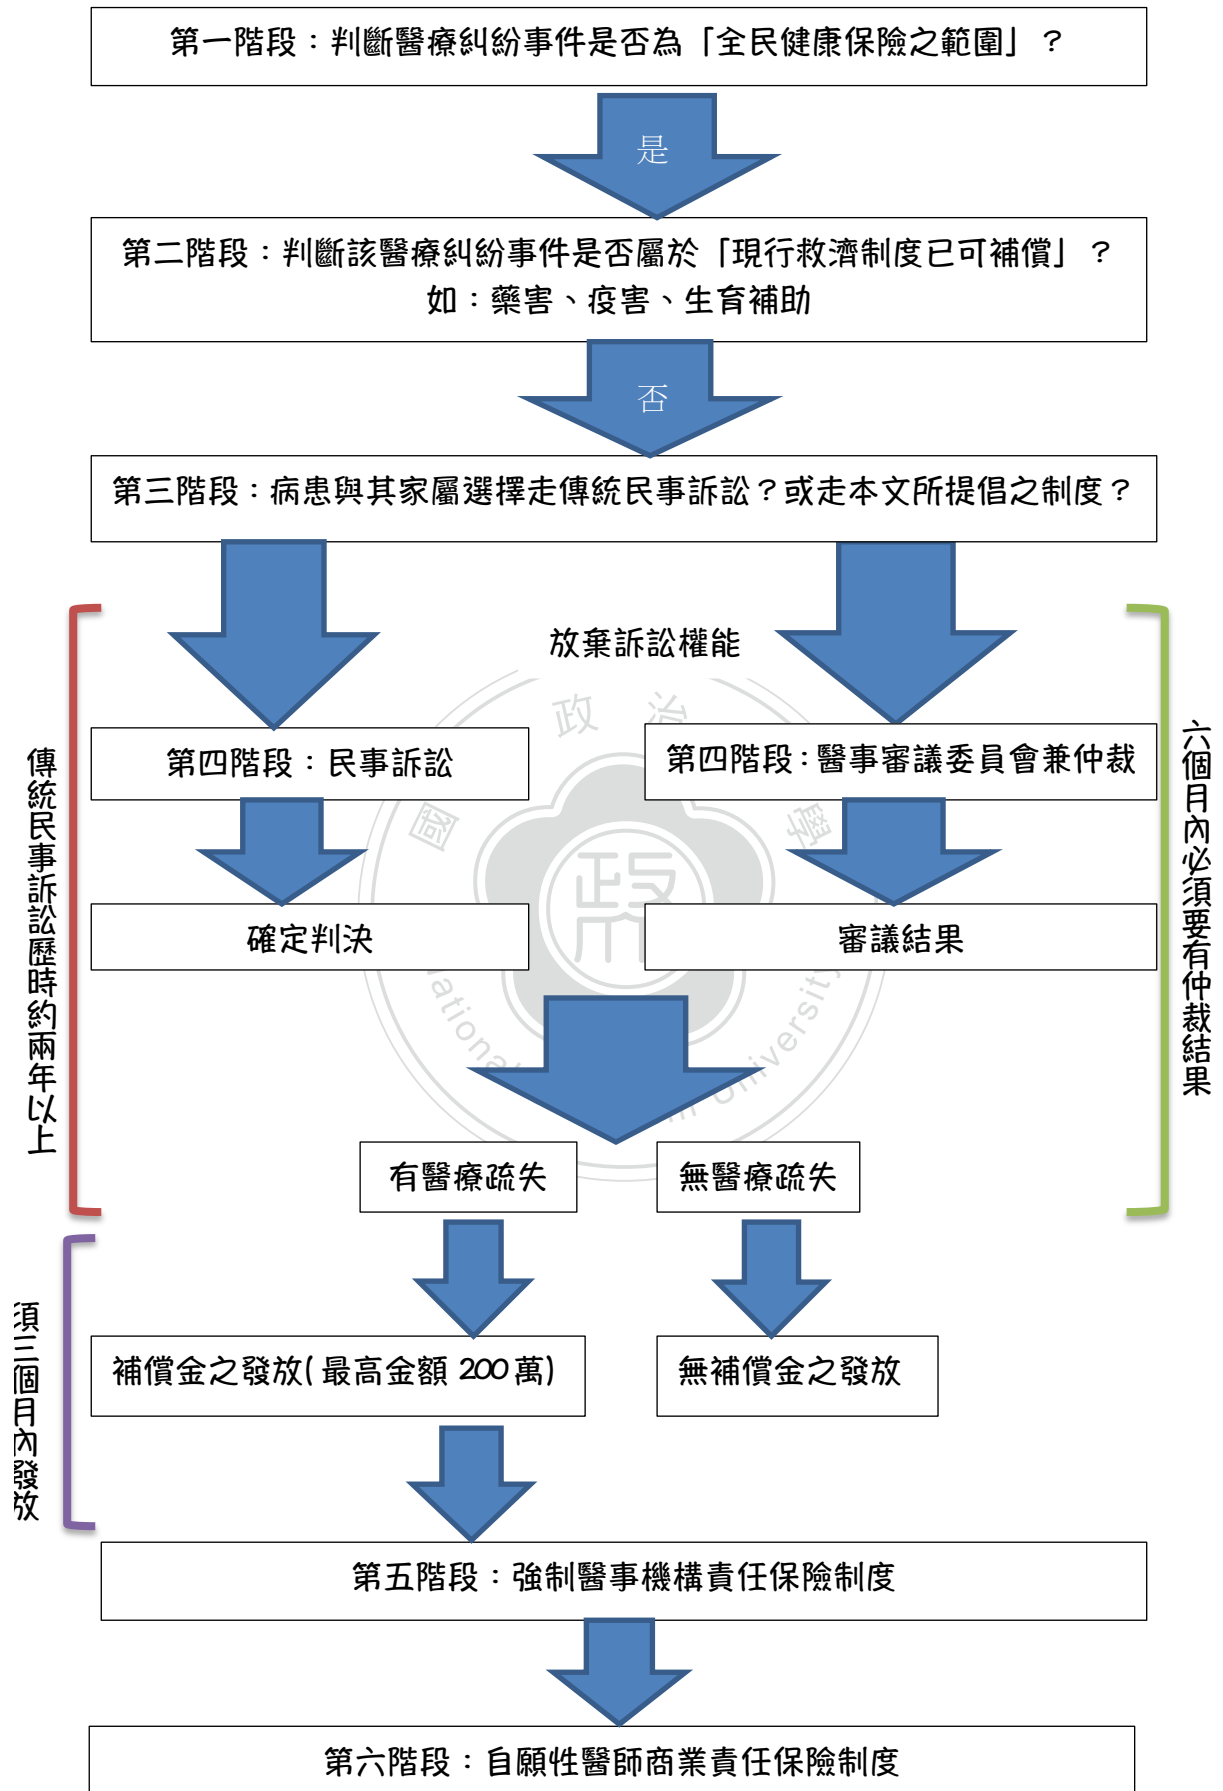 第一階段：判斷醫療糾紛事件是否為「全民健康保險之範圍」？
是
第二階段：判斷該醫療糾紛事件是否屬於「現行救濟制度已可補償」？
如：藥害、疫害、生育補助
否
第三階段：病患與其家屬選擇走傳統民事訴訟？或走本文所提倡之制度？
放棄訴訟權能
傳統民事訴訟歷時約兩年以上
六個月內必須要有仲裁結果
第四階段：民事訴訟
第四階段：醫事審議委員會兼仲裁
確定判決
審議結果
國 政 治 學
政
有醫療疏失
無醫療疏失
須三個月內發放
補償金之發放(最高金額 200 萬)
無補償金之發放
第五階段：強制醫事機構責任保險制度
第六階段：自願性醫師商業責任保險制度